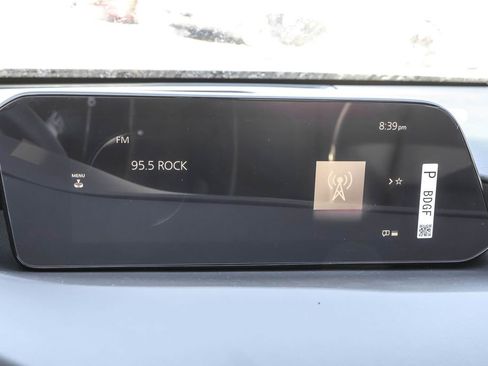 8:39pm
FM
95.5 ROCK
MENU
P BDGF